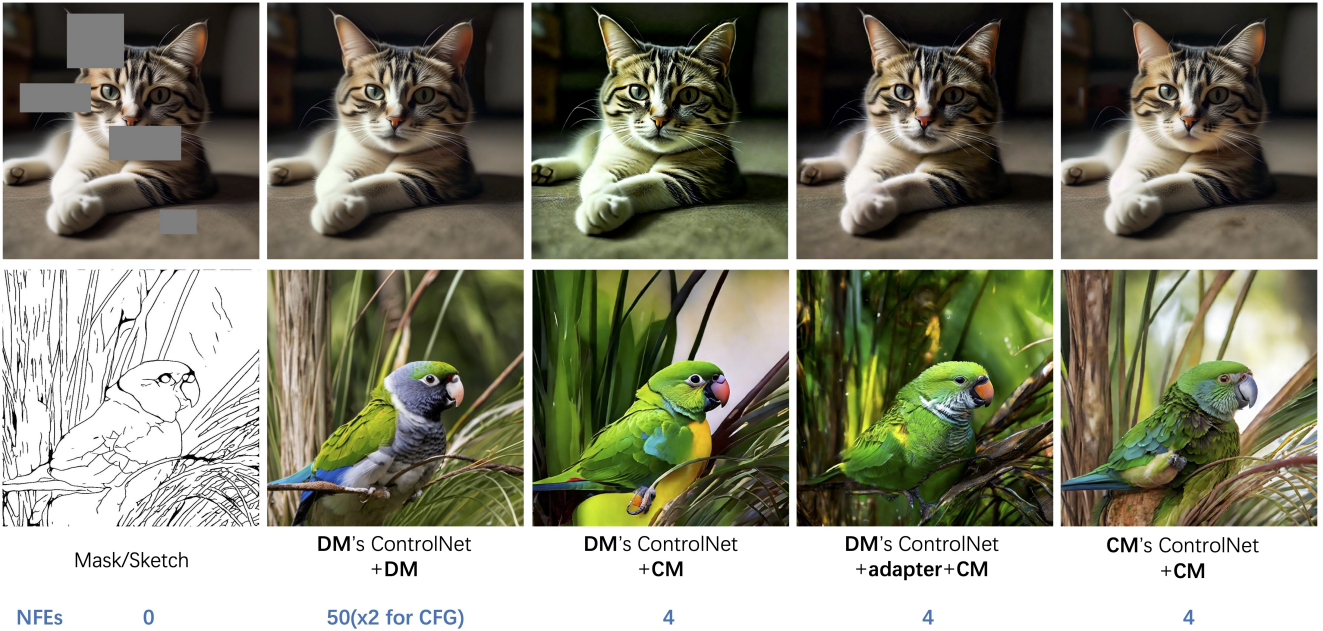 Mask/Sketch
DM's ControlNet
+DM
DM's ControlNet
+CM
DM's ControlNet
+adapter+CM
CM's ControlNet
+CM
NFEs 0 50(x2 for CFG) 4 4 4